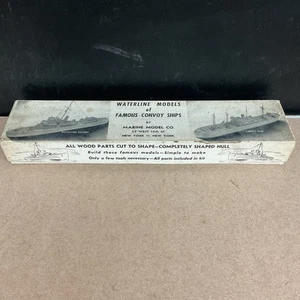 WATERLINE MODELS
of
FAMOUS CONVOY SHIPS
BY
MARINE MODEL CO
NEW YORK 11, NEW YORK
ALL WOOD PARTS CUT TO SHAPE—COMPLETELY SHAPED HULL
Build these famous models—Simple to make
Only a few tools necessary—All parts included in kit